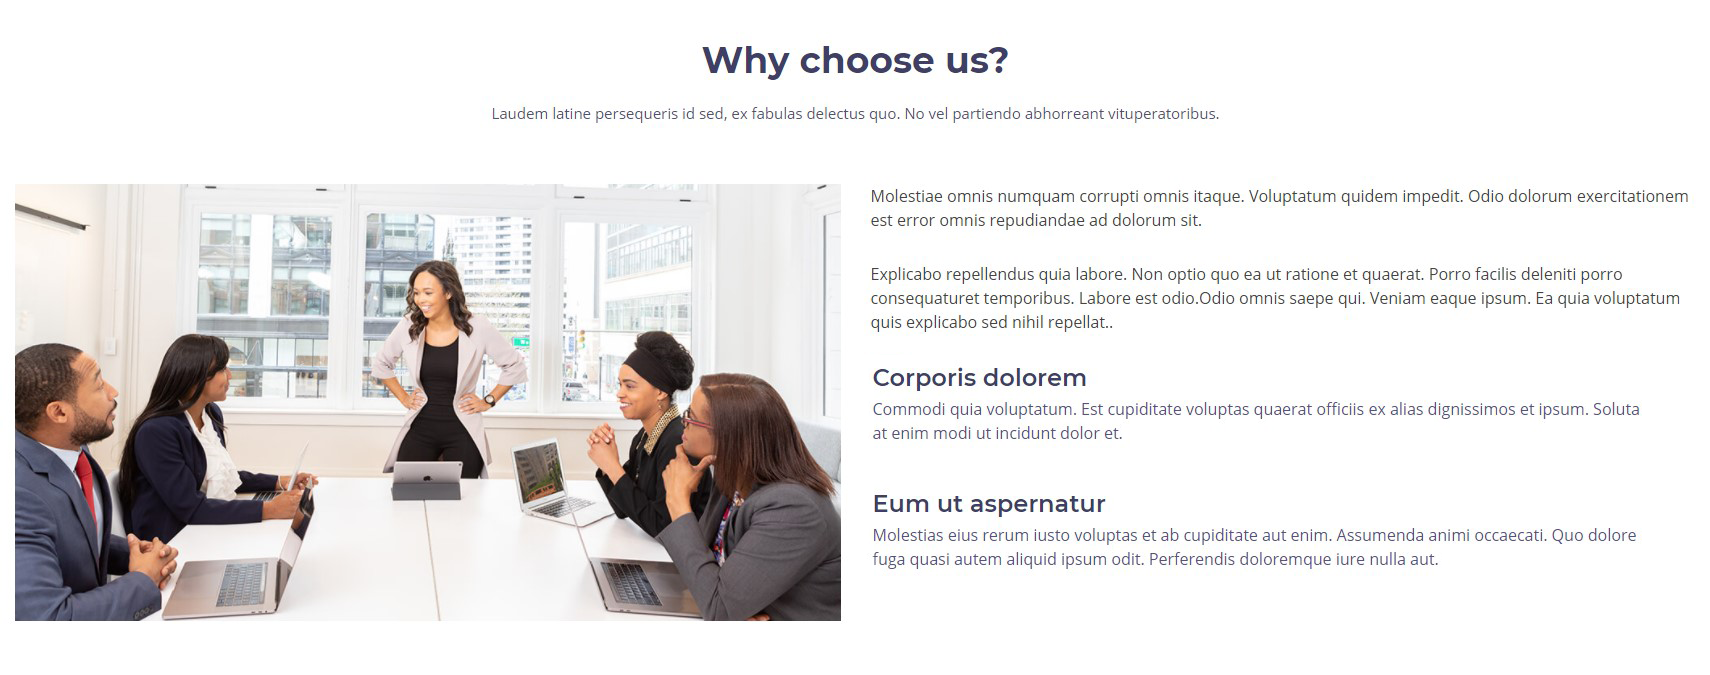 Why choose us?
Laudem latine persequeris id sed, ex fabulas delectus quo. No vel partiendo abhorreant vituperatoribus.
Molestiae omnis numquam corrupti omnis itaque. Voluptatum quidem impedit. Odio dolorum exercitationem
est error omnis repudiandae ad dolorum sit.
Explicabo repellendus quia labore. Non optio quo ea ut ratione et quaerat. Porro facilis deleniti porro
consequaturet temporibus. Labore est odio.Odio omnis saepe qui. Veniam eaque ipsum. Ea quia voluptatum
quis explicabo sed nihil repellat..
Corporis dolorem
Commodi quia voluptatum. Est cupiditate voluptas quaerat officiis ex alias dignissimos et ipsum. Soluta
at enim modi ut incidunt dolor et.
Eum ut aspernatur
Molestias eius rerum iusto voluptas et ab cupiditate aut enim. Assumenda animi occaecati. Quo dolore
fuga quasi autem aliquid ipsum odit. Perferendis doloremque iure nulla aut.